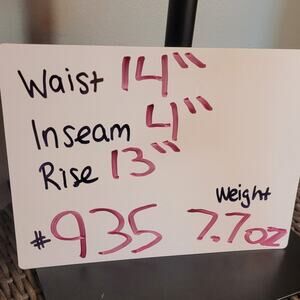 Waist 14"
Inseam 4"
Rise 13"
Weight
#935 7.7oz